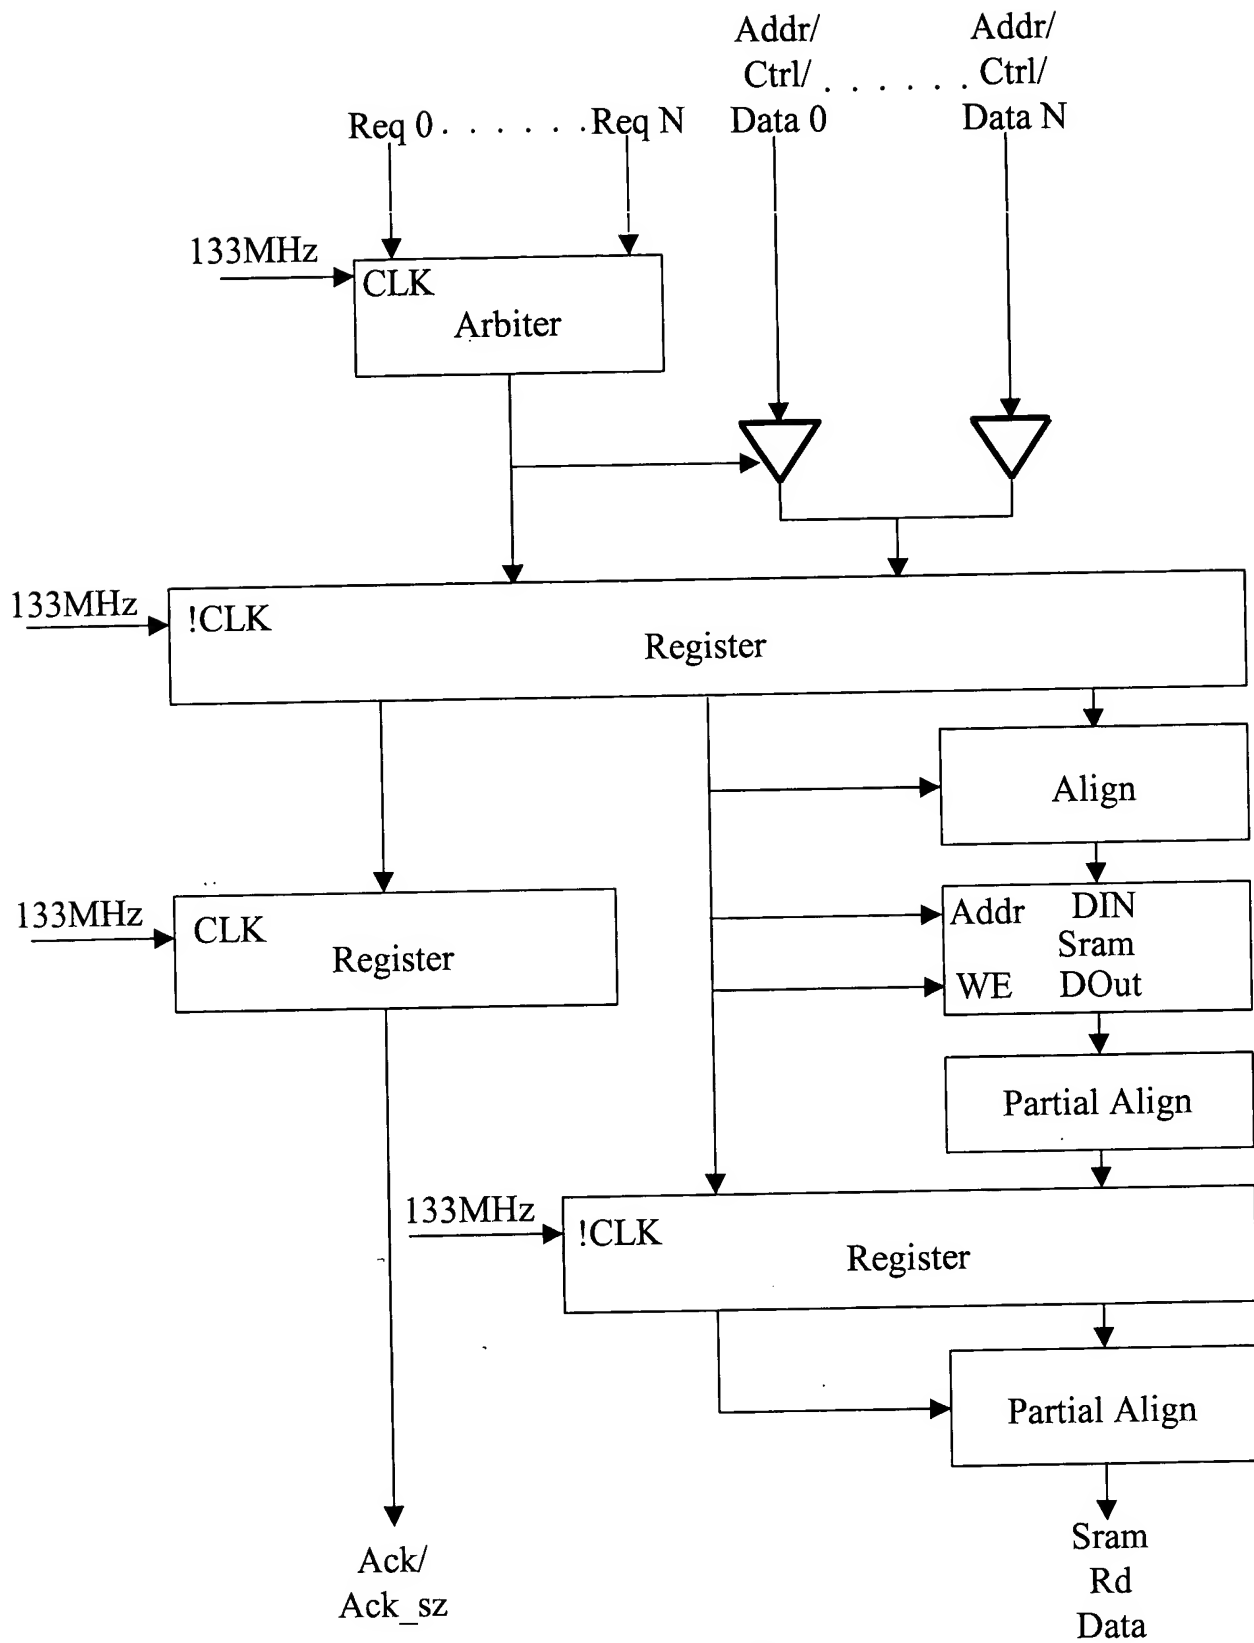 Addr/
Ctrl/
Data 0
. . . . . .
Addr/
Ctrl/
Data N
Req 0 . . . . . . Req N
133MHz
CLK
Arbiter
133MHz
!CLK
Register
Align
133MHz
CLK
Register
Addr DIN
Sram
WE DOut
Partial Align
133MHz
!CLK
Register
Partial Align
Ack/
Ack_sz
Sram
Rd
Data